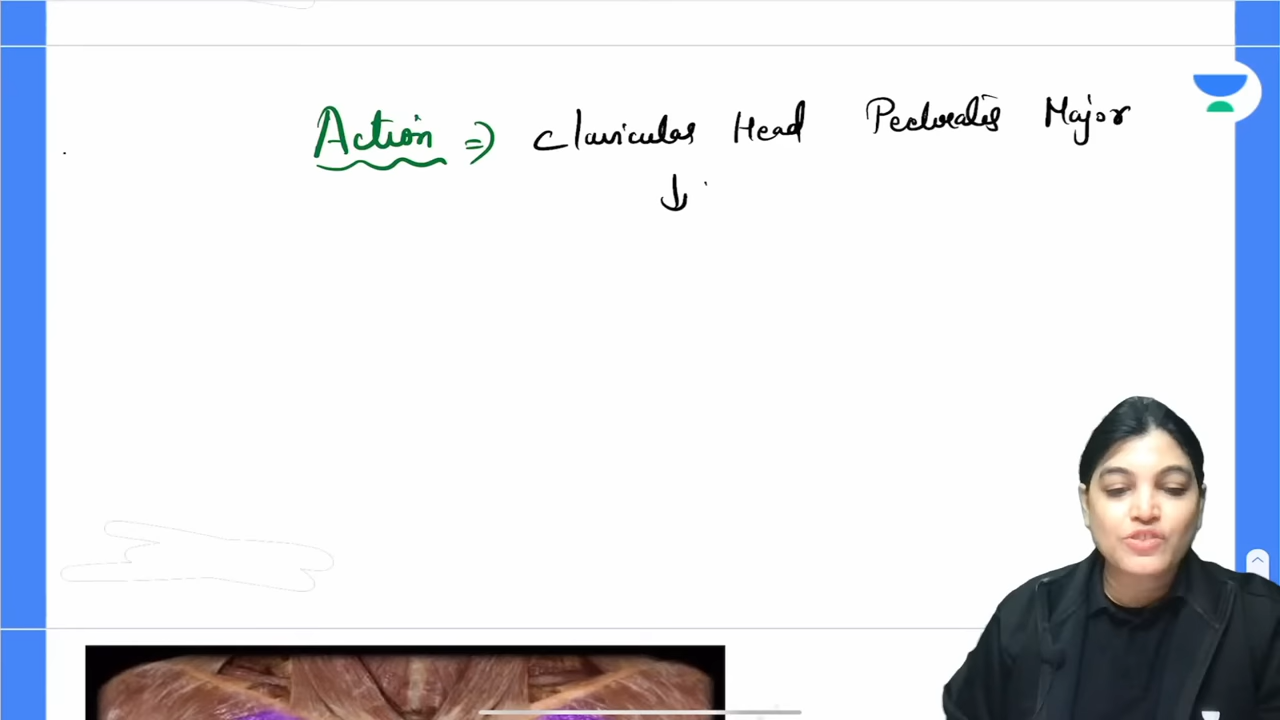 Action => Clavicular Head Pectoralis Major
↓